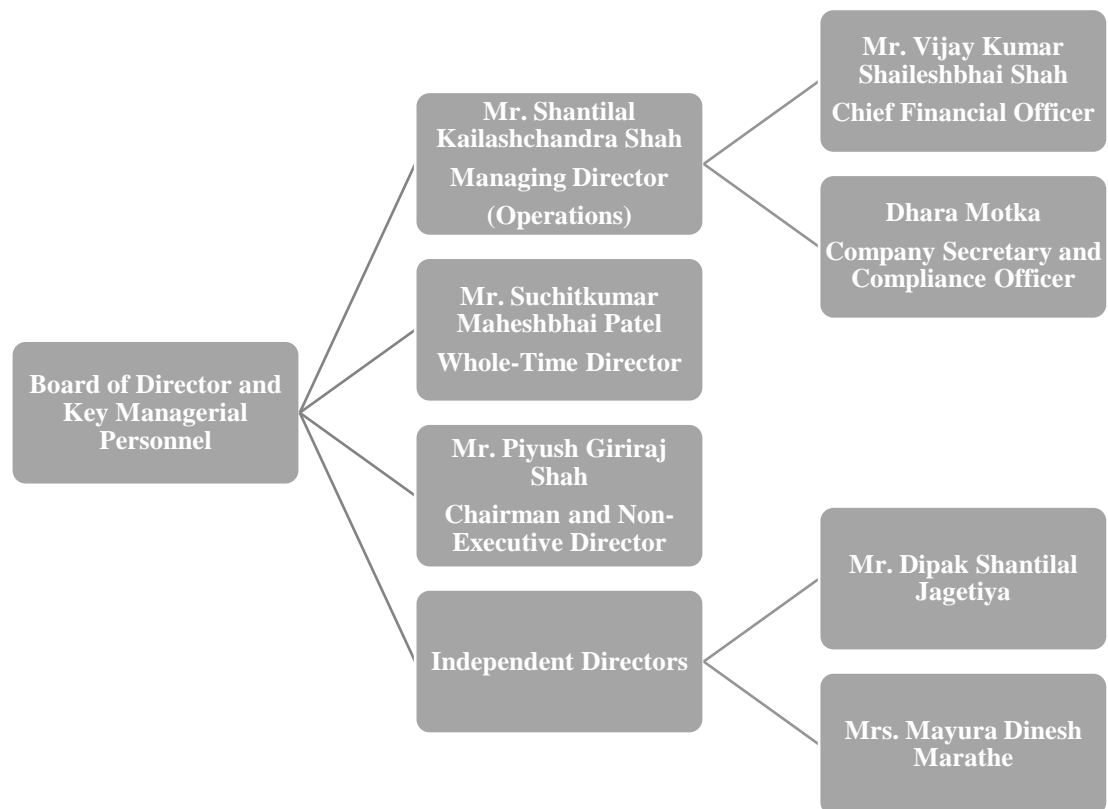 Board of Director and
Key Managerial
Personnel
Mr. Shantilal
Kailashchandra Shah
Managing Director
(Operations)
Mr. Vijay Kumar
Shaileshbhai Shah
Chief Financial Officer
Dhara Motka
Company Secretary and
Compliance Officer
Mr. Suchitkumar
Maheshbhai Patel
Whole-Time Director
Mr. Piyush Giriraj
Shah
Chairman and Non-
Executive Director
Independent Directors
Mr. Dipak Shantilal
Jagetiya
Mrs. Mayura Dinesh
Marathe